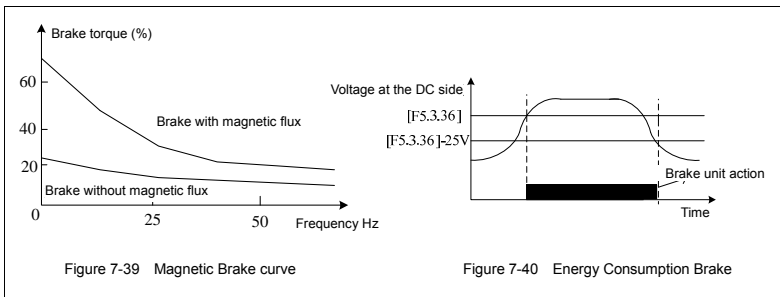 Brake torque (%)
60
40
20
0
25
50
Frequency Hz
Brake with magnetic flux
Brake without magnetic flux
Figure 7-39 Magnetic Brake curve
Voltage at the DC side
[F5.3.36]
[F5.3.36]-25V
Brake unit action
Time
Figure 7-40 Energy Consumption Brake